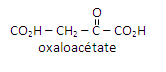 O
CO₂H – CH₂ – C – CO₂H
oxaloacétate